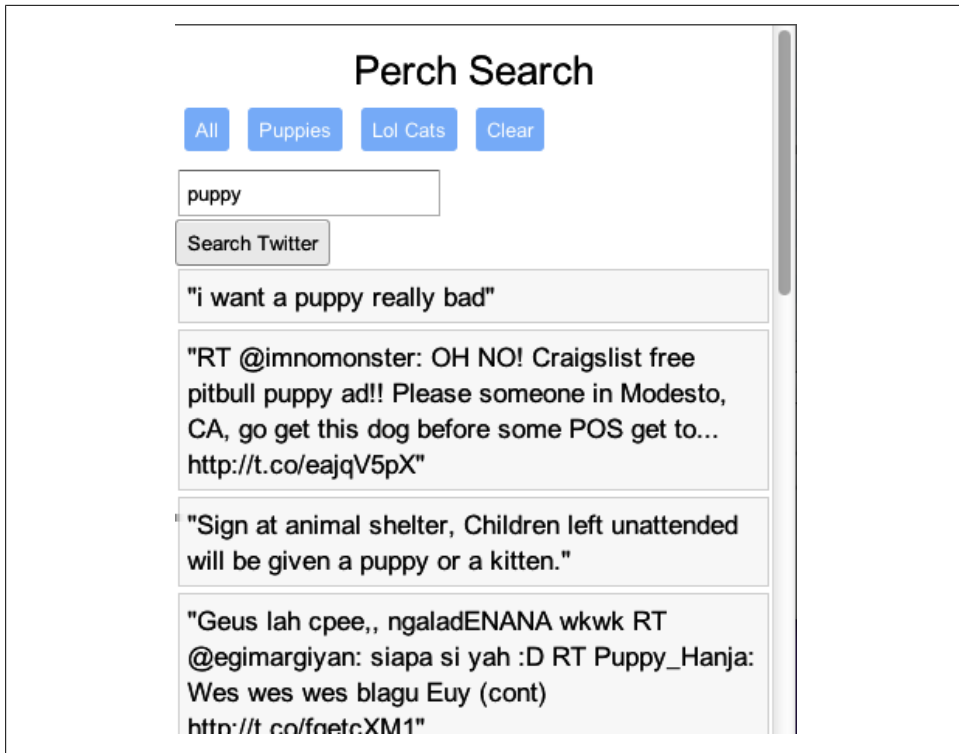 Perch Search
All Puppies Lol Cats Clear
puppy
Search Twitter
"i want a puppy really bad"
"RT @imnomonster: OH NO! Craigslist free
pitbull puppy ad!! Please someone in Modesto,
CA, go get this dog before some POS get to...
http://t.co/eajqV5pX"
"Sign at animal shelter, Children left unattended
will be given a puppy or a kitten."
"Geus lah cpee,, ngaladENANA wkwk RT
@egimargiyan: siapa si yah :D RT Puppy_Hanja:
Wes wes wes blagu Euy (cont)
http://t.co/fgetcXM1"